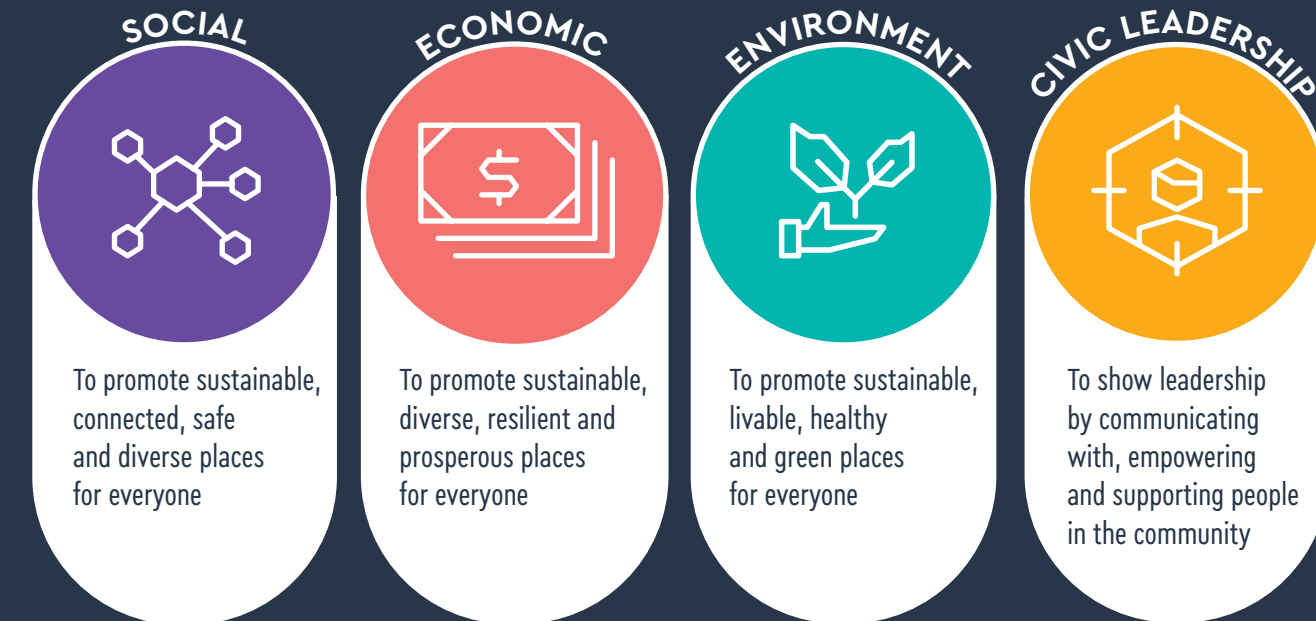 SOCIAL
To promote sustainable,
connected, safe
and diverse places
for everyone
ECONOMIC
$
To promote sustainable,
diverse, resilient and
prosperous places
for everyone
ENVIRONMENT
To promote sustainable,
livable, healthy
and green places
for everyone
CIVIC LEADERSHIP
To show leadership
by communicating
with, empowering
and supporting people
in the community